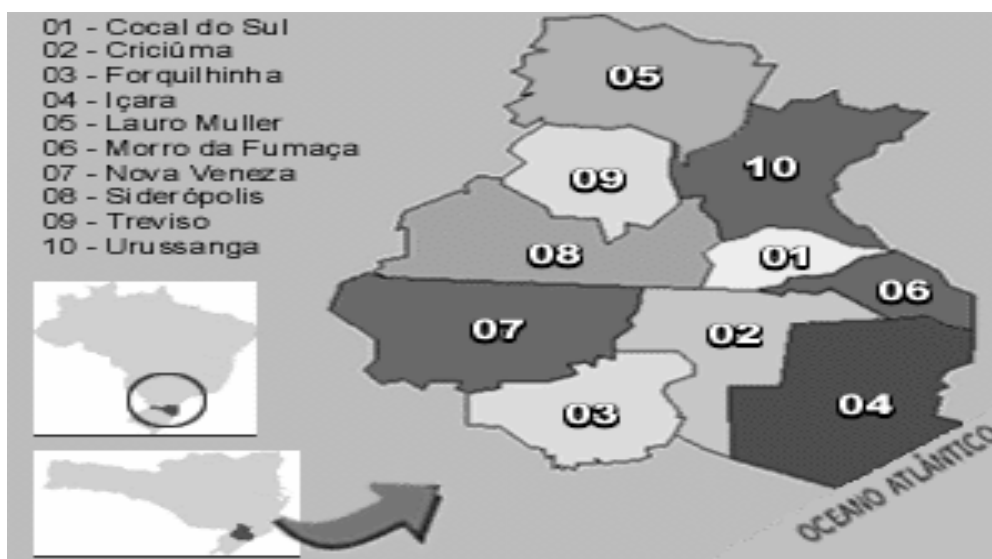 01 - Cocal do Sul
02 - Criciúma
03 - Forquilhinha
04 - Içara
05 - Lauro Muller
06 - Morro da Fumaça
07 - Nova Veneza
08 - Siderópolis
09 - Treviso
10 - Urussanga
05
10
09
08
01
06
07
02
03
04
OCEANO ATLÂNTICO